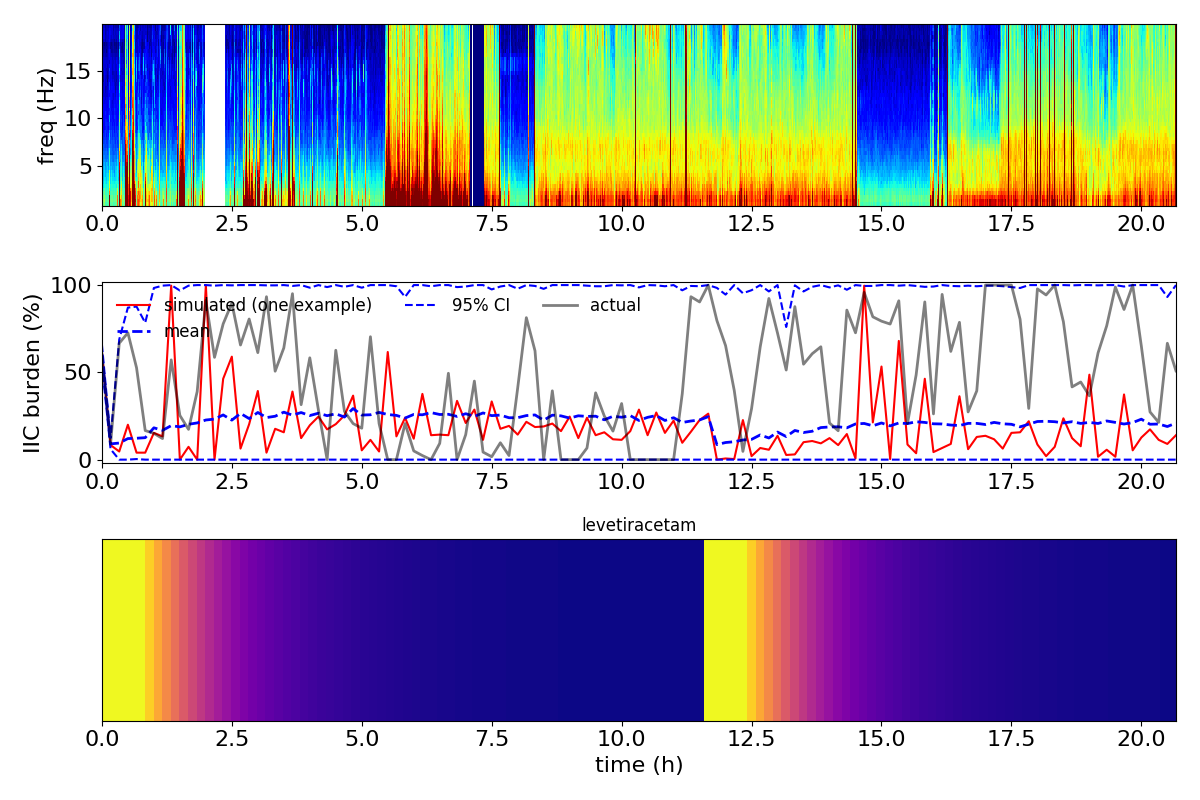 freq (Hz)
15
10
5
0.0 2.5 5.0 7.5 10.0 12.5 15.0 17.5 20.0
IIC burden (%)
100
50
0
simulated (one example) 95% CI actual
mean
0.0 2.5 5.0 7.5 10.0 12.5 15.0 17.5 20.0
levetiracetam
0.0 2.5 5.0 7.5 10.0 12.5 15.0 17.5 20.0
time (h)